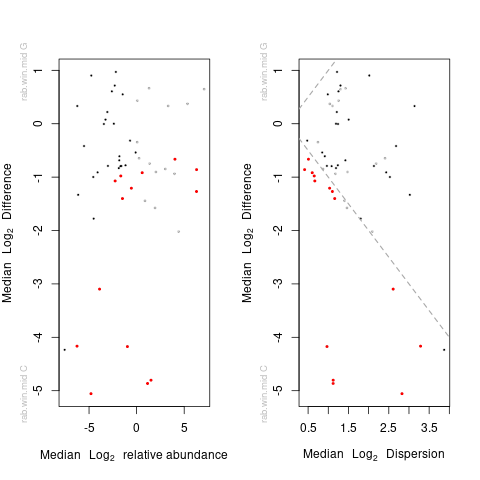 rab.win.mid G
rab.win.mid G
1
0
-1
-2
-3
-4
-5
1
0
-1
-2
-3
-4
-5
Median Log2 Difference
Median Log2 Difference
rab.win.mid C
rab.win.mid C
-5 0 5
0.5 1.5 2.5 3.5
Median Log2 relative abundance
Median Log2 Dispersion